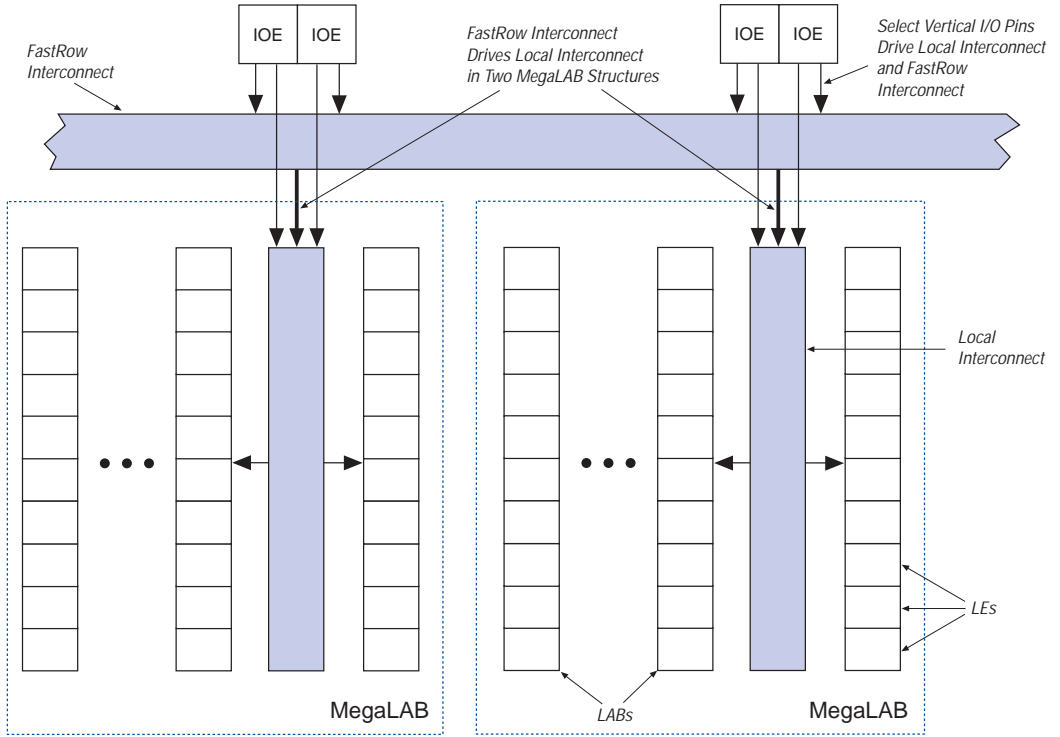 IOE IOE
FastRow
Interconnect
FastRow Interconnect
Drives Local Interconnect
in Two MegaLAB Structures
IOE IOE
Select Vertical I/O Pins
Drive Local Interconnect
and FastRow
Interconnect
Local
Interconnect
LEs
LABs
MegaLAB
MegaLAB